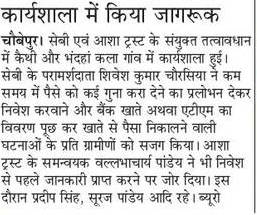 कार्यशाला में किया जागरूक
चौबेपुर। सेबी एवं आशा ट्रस्ट के संयुक्त तत्वावधान
में कैथी और भंदहां कला गांव में कार्यशाला हुई।
सेबी के परामर्शदाता शिवेश कुमार चौरसिया ने कम
समय में पैसे को कई गुना करा देने का प्रलोभन देकर
निवेश करवाने और बैंक खाते अथवा एटीएम का
विवरण पूछ कर खाते से पैसा निकालने वाली
घटनाओं के प्रति ग्रामीणों को सजग किया। आशा
ट्रस्ट के समन्वयक वल्लभाचार्य पांडेय ने भी निवेश
से पहले जानकारी प्राप्त करने पर जोर दिया। इस
दौरान प्रदीप सिंह, सूरज पांडेय आदि रहे। ब्यूरो